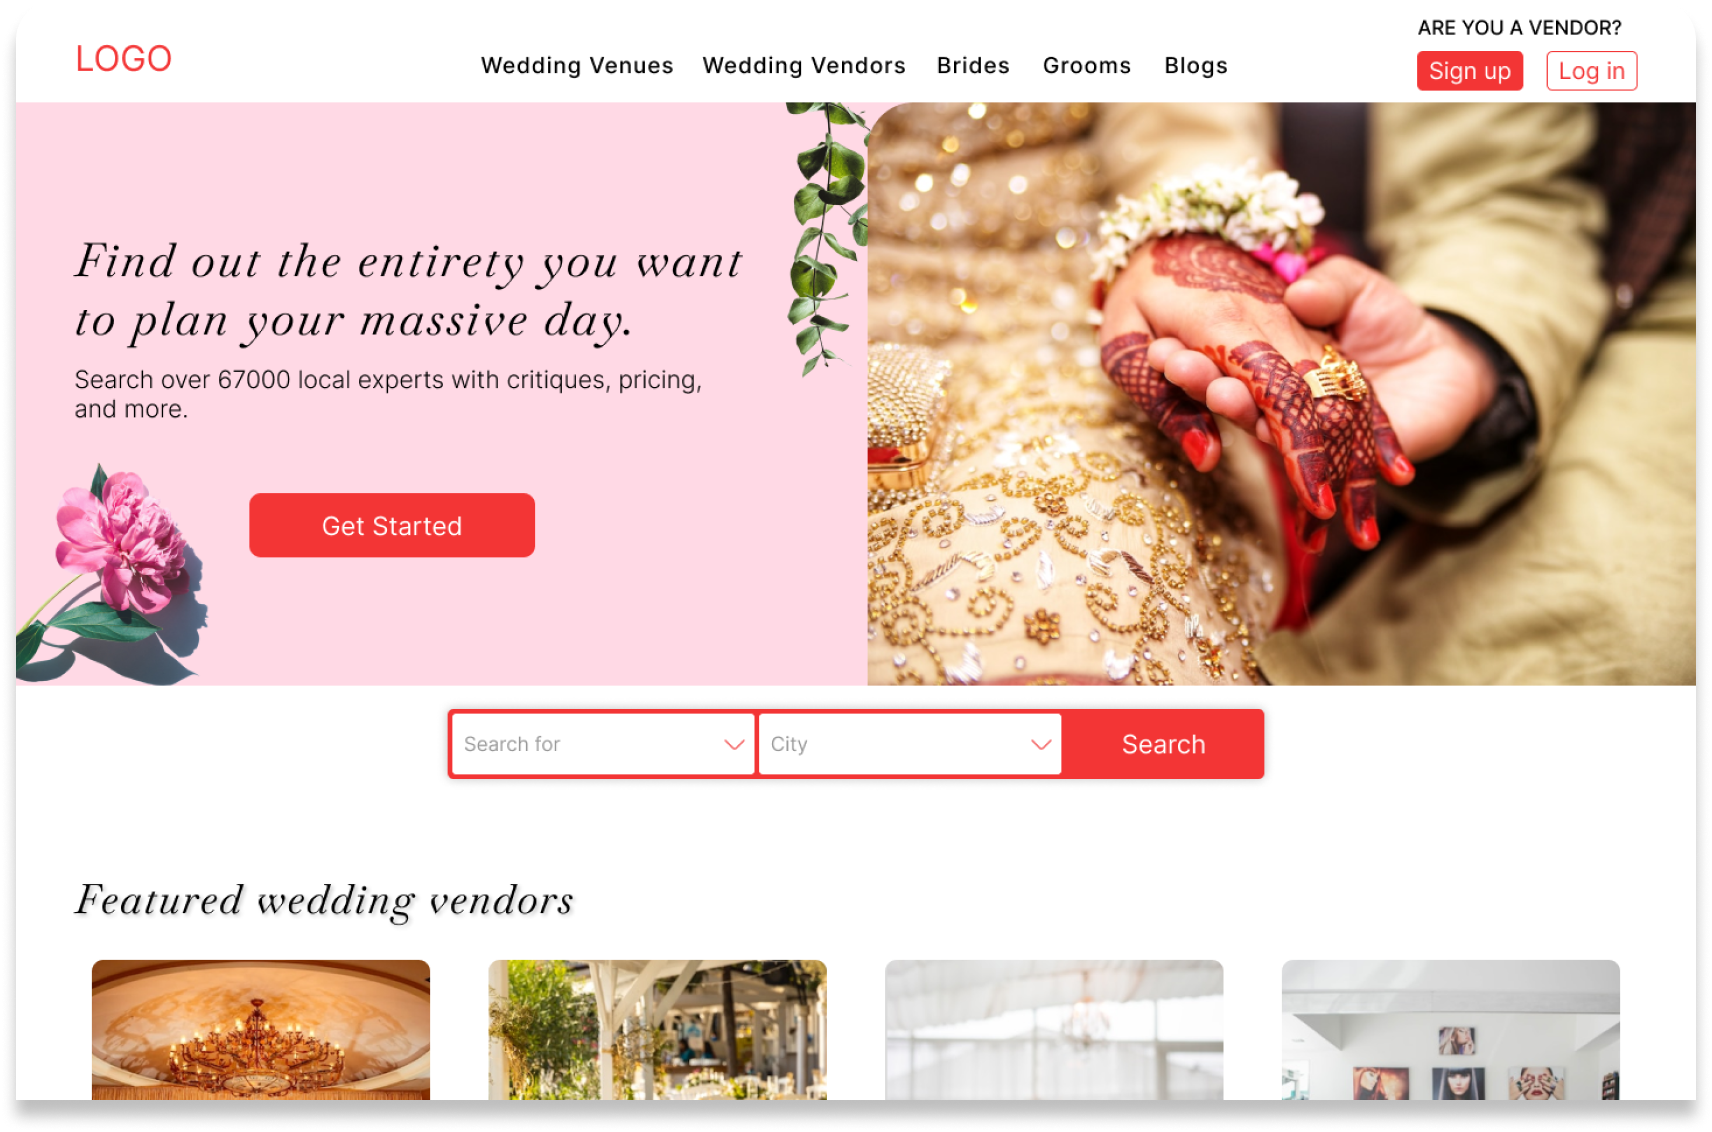 LOGO
Wedding Venues
Wedding Vendors
Brides
Grooms
Blogs
ARE YOU A VENDOR?
Sign up
Log in
Find out the entirety you want
to plan your massive day.
Search over 67000 local experts with critiques, pricing,
and more.
Get Started
Search for
City
Search
Featured wedding vendors